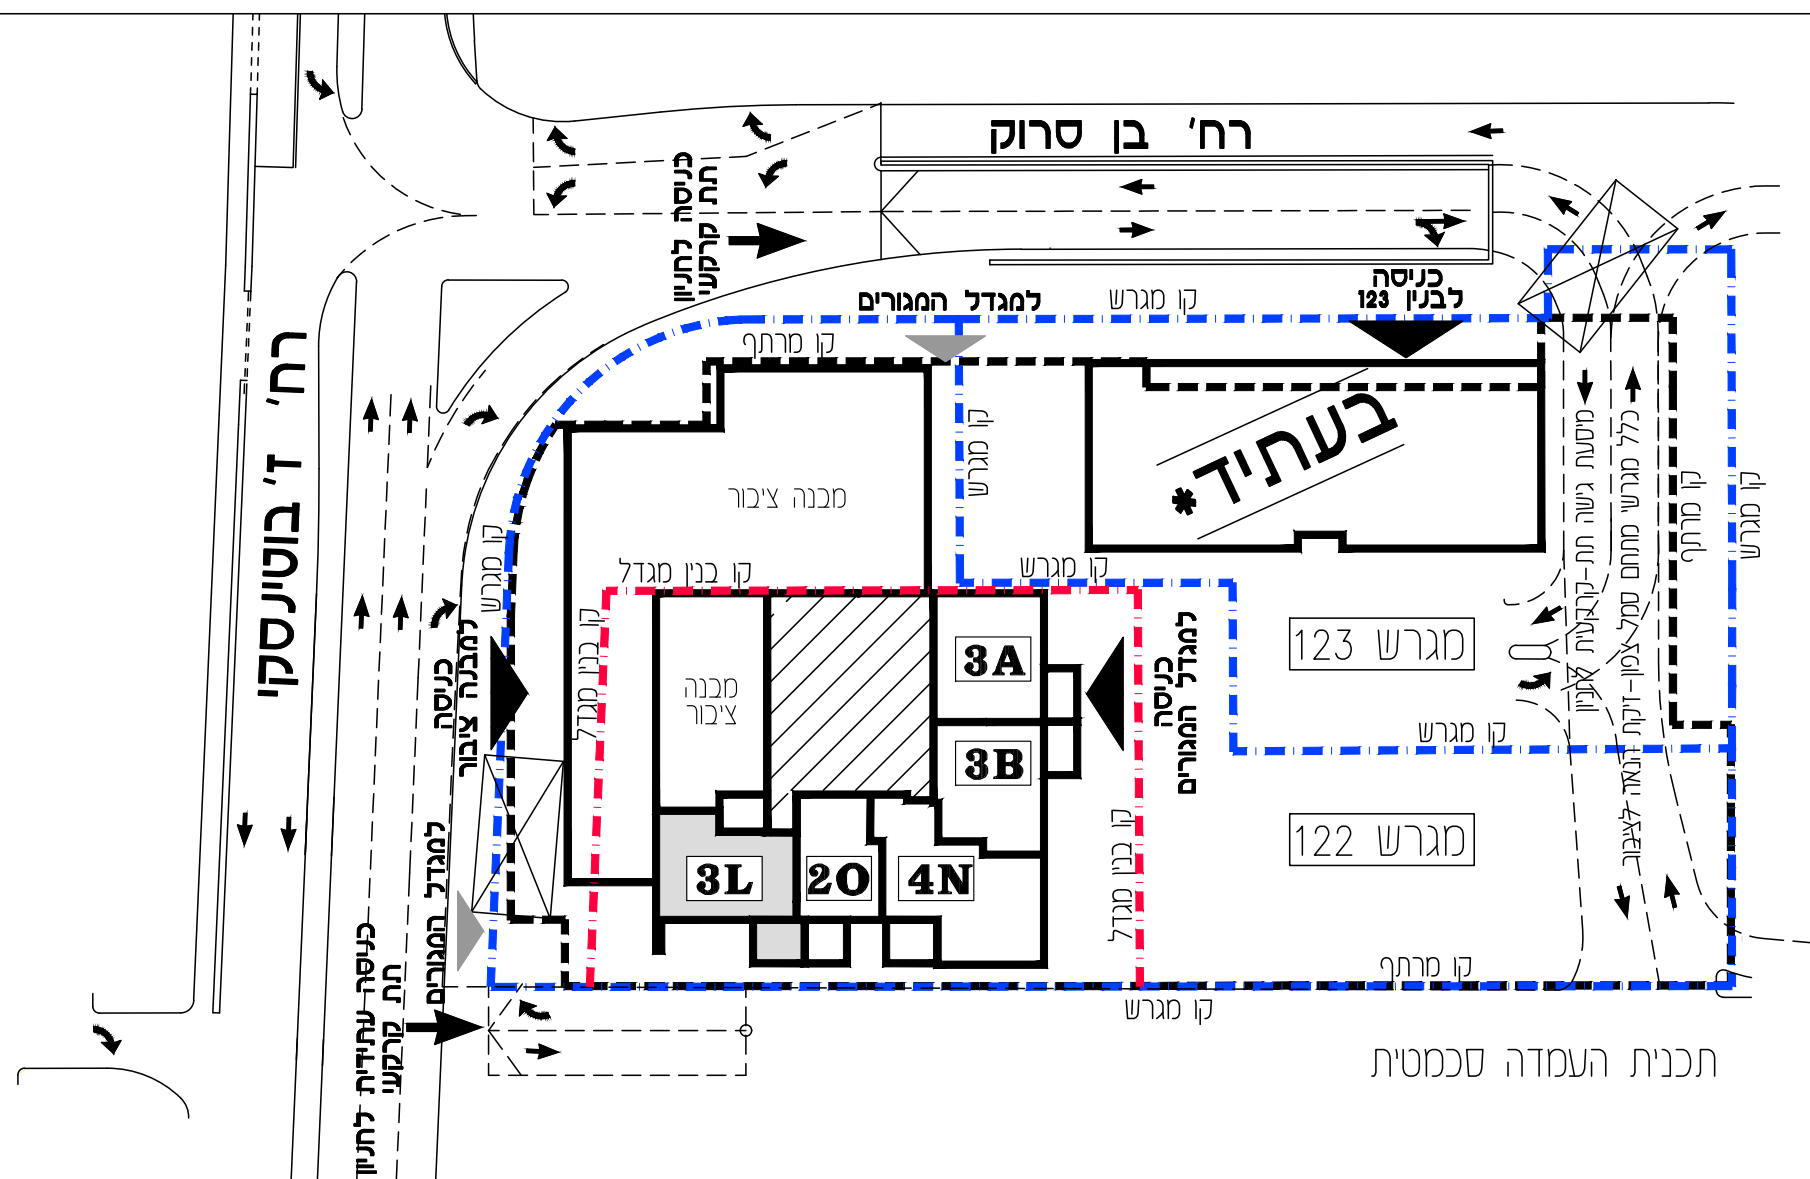 רח' בן סרוק
כניסה לחניון
תת קרקעי
למגדל המגורים
קו מגרש
כניסה
לבנין 123
קו מרתף
רח' ז'בוטינסקי
קו מגרש
בעתיד*
מבנה ציבור
קו מגרש
קו בנין מגדל
קו מגרש
קו מרתף
קו מגרש
קו בנין מגדל
כניסה
למבנה ציבור
מבנה
ציבור
3A
3B
כניסה
למגדל המגורים
מגרש 123
קו מגרש
מגרש 122
3L
2O
4N
קו בנין מגדל
למגדל המגורים
כניסה עתידית לחניון
תת קרקעי
קו מרתף
קו מגרש
תכנית העמדה סכמטית